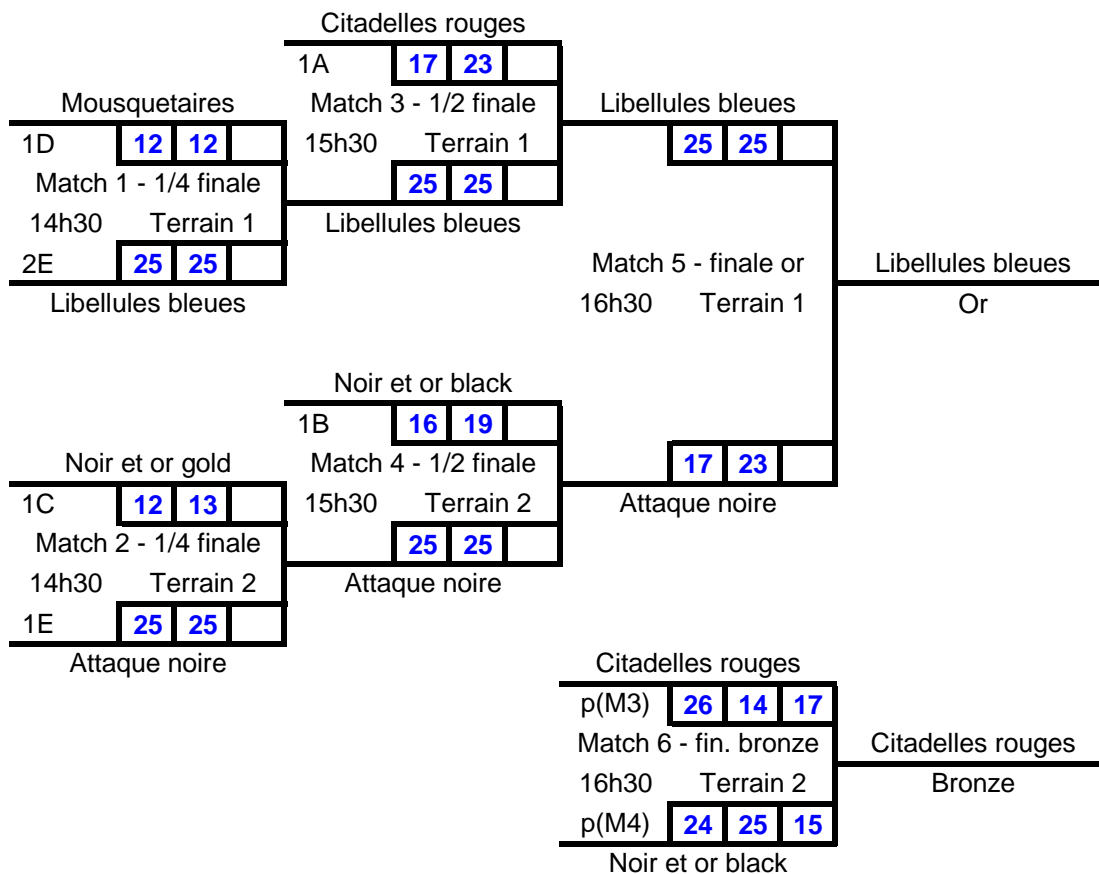 Citadelles rouges
1A 17 23
Mousquetaires
Match 3 - 1/2 finale
Libellules bleues
1D 12 12
15h30 Terrain 1
25 25
Match 1 - 1/4 finale
25 25
14h30 Terrain 1
Libellules bleues
2E 25 25
Match 5 - finale or
Libellules bleues
Libellules bleues
16h30 Terrain 1
Or
Noir et or black
1B 16 19
Noir et or gold
Match 4 - 1/2 finale
17 23
1C 12 13
15h30 Terrain 2
Attaque noire
Match 2 - 1/4 finale
25 25
14h30 Terrain 2
Attaque noire
1E 25 25
Attaque noire
Citadelles rouges
p(M3) 26 14 17
Match 6 - fin. bronze
Citadelles rouges
16h30 Terrain 2
Bronze
p(M4) 24 25 15
Noir et or black